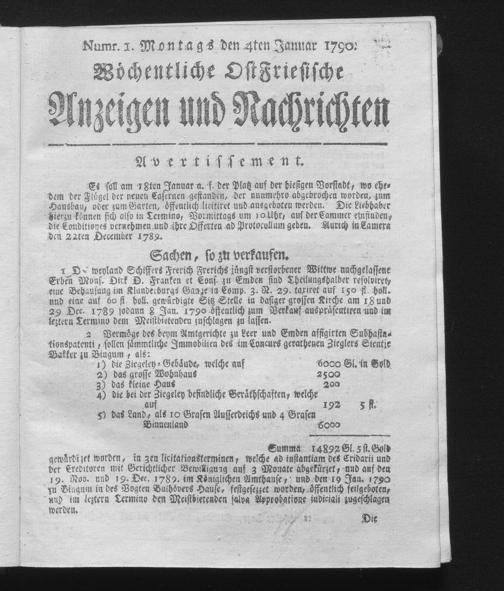 Numr. 1. Montags den 4ten Januar 1790.
Wöchentliche OstFriesische
Anzeigen und Nachrichten
Avertissement.
Es soll am 18ten Januar a. f. der Platz auf der hiesigen Vorstadt, wo ehe-
dem der Flügel der neuen Casernen gestanden, der nunmehro abgebrochen worden, zum
Hausbau, oder zum Garten, öffentlich licitiret und ausgeboten werden. Die Liebhaber
hiezu können sich also in Termino, Vormittags um 10 Uhr, auf der Cammer einfinden,
die Conditiones vernehmen und ihre Offerten ad Protocollum geben. Aurich in Camera
den 22ten December 1789.
Sachen, so zu verkaufen.
1 Des weyland Schiffers Frerich Frerichs jüngst verstorbener Wittwe nachgelassene
Erben Mons. Dirk D. Francken et Cons. zu Emden sind Theilungshalber resolviret,
eine Behausung im Klunderburgs Gange in Comp. 3. N. 29. taxiret auf 150 fl. holl.
und eine auf 60 fl. holl. gewürdigte Sitz Stelle in dasiger grossen Kirche am 18 und
29 Dec. 1789 sodann 8 Jan. 1790 öffentlich zum Verkauf auspräsentiren und im
letztern Termino dem Meistbietenden zuschlagen zu lassen.
2 Vermöge des beym Amtgerichte zu Leer und Emden affigirten Subhasta-
tionspatenti, sollen sämmtliche Immobilien des im Concurs gerathenen Zieglers Sientje
Bakker zu Bingum, als:
1) die Ziegeley-Gebäude, welche auf 6000 Gl. in Gold
2) das grosse Wohnhaus 2500
3) das kleine Haus 200
4) die bei der Ziegeley befindliche Geräthschaften, welche
auf 192 5 st.
5) das Land, als 10 Grasen Ausserdeichs und 4 Grasen
Binnenland 6000
Summa 14892 Gl. 5 st. Gold
gewürdizet worden, in 3en licitationsterminen, welche ad instantiam des Cridarii und
der Creditoren mit Gerichtlicher Bewilligung auf 3 Monate abgekürzet, und auf den
19. Nov. und 19. Dec. 1789. im Königlichen Amthause, und den 19 Jan. 1790
zu Bingum in des Vogten Bulhövers Hause, festgesetzet worden, öffentlich feilgeboten,
und im letztern Termino den Meistbietenden salva Approbatione judiciali zugeschlagen
werden.
Die